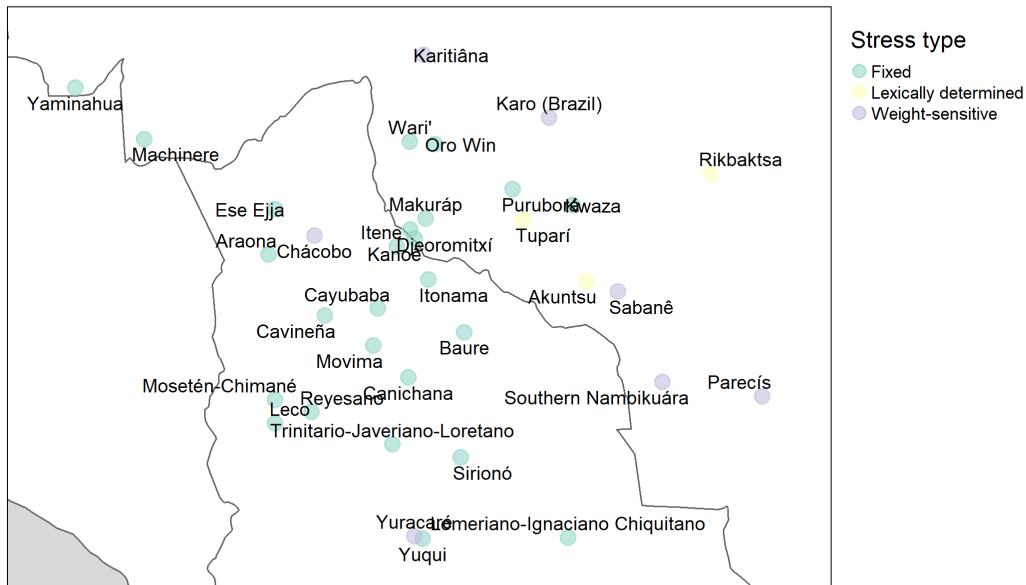 Karitiâna
Stress type
Fixed
Lexically determined
Weight-sensitive
Yaminahua
Karo (Brazil)
Wari'
Oro Win
Machinere
Rikbaktsa
Ese Ejja
Makuráp
Puruborá
Kwaza
Araona
Chácobo
Itene
Djeoromitxí
Kanoê
Tuparí
Cayubaba
Itonama
Akuntsu
Sabanê
Cavineña
Movima
Baure
Mosetén-Chimané
Reyesano
Canichana
Southern Nambikuára
Parecís
Leco
Trinitario-Javeriano-Loretano
Sirionó
Yuracaré
Lomeriano-Ignaciano Chiquitano
Yuqui